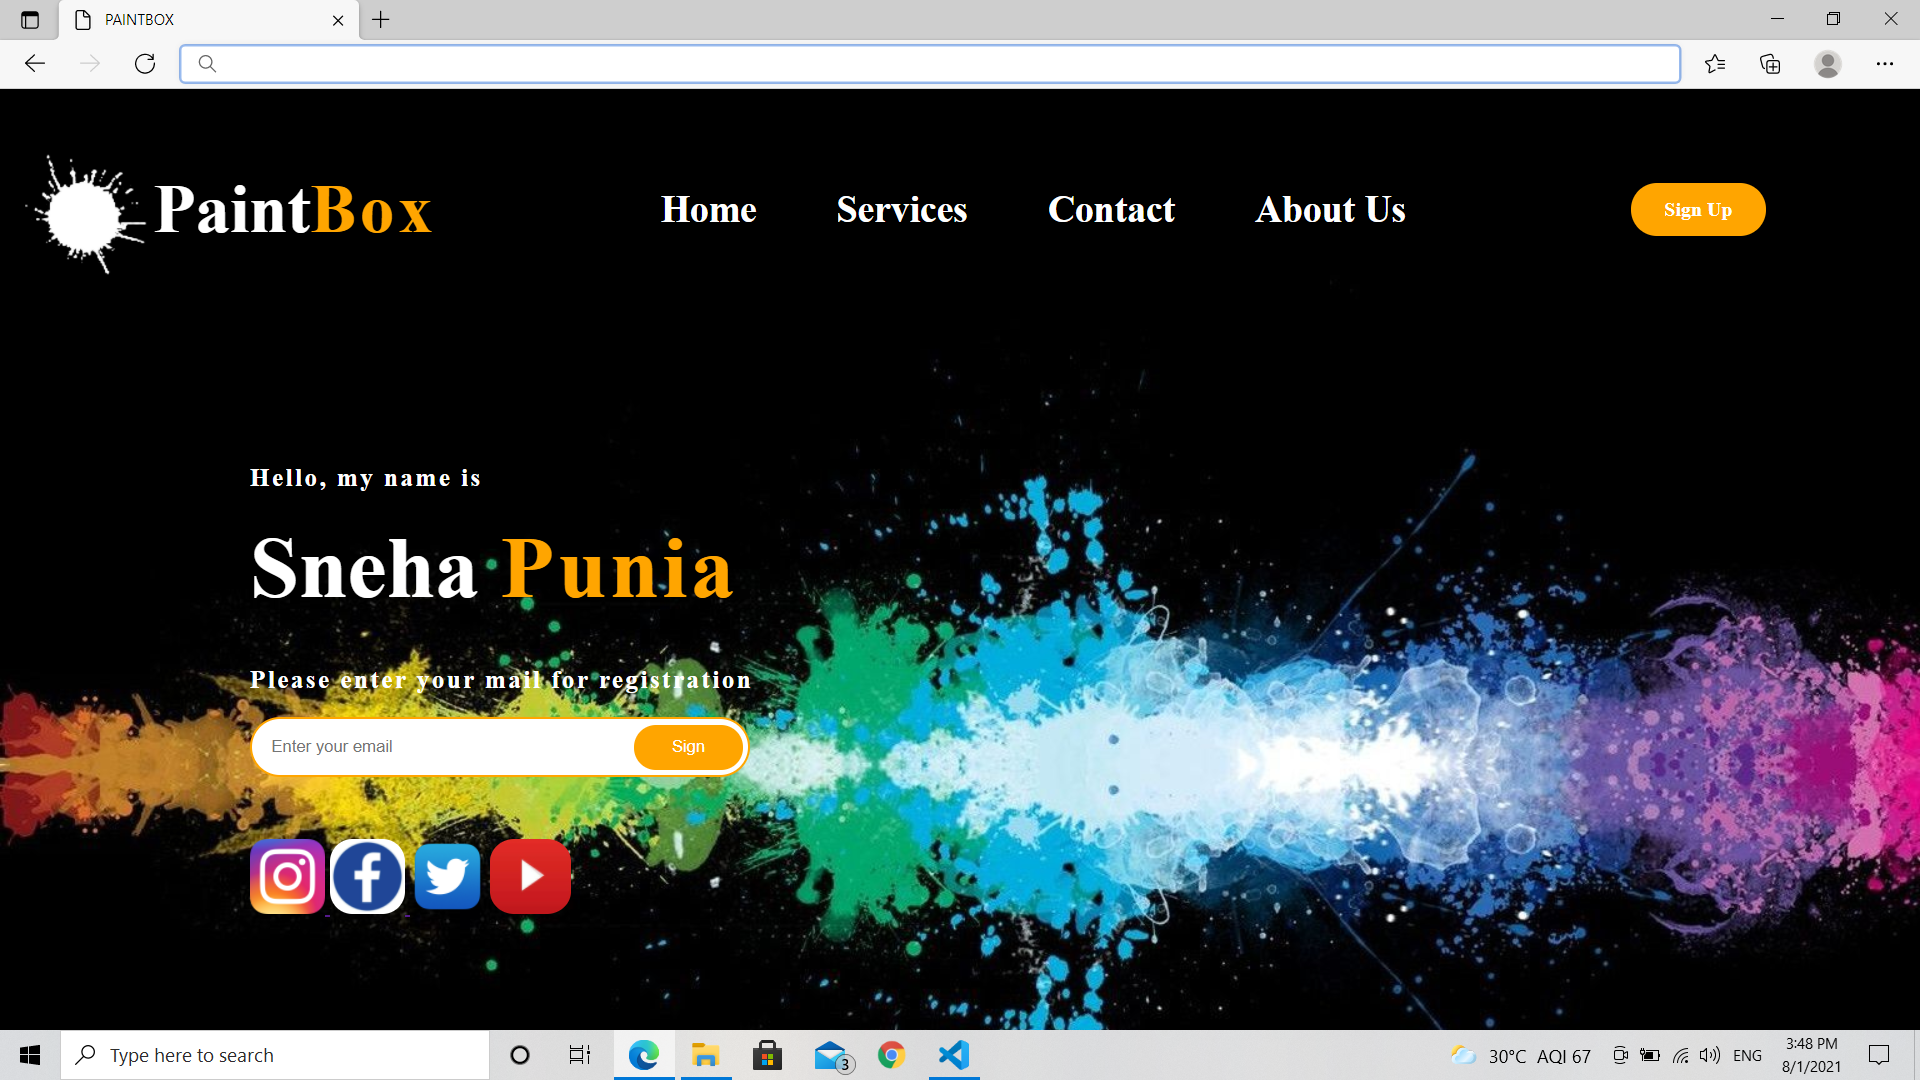 PAINTBOX
PaintBox
Home
Services
Contact
About Us
Sign Up
Hello, my name is
Sneha Punia
Please enter your mail for registration
Enter your email
Sign
Type here to search
3
30°C AQI 67
ENG
3:48 PM
8/1/2021